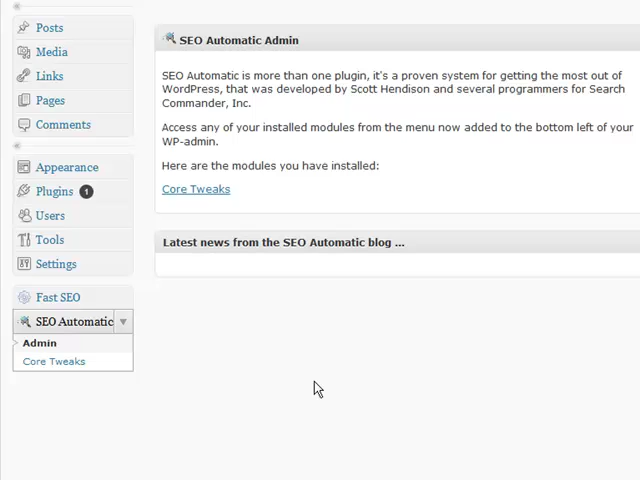 Posts
Media
Links
Pages
Comments
Appearance
Plugins 1
Users
Tools
Settings
Fast SEO
SEO Automatic
Admin
Core Tweaks
SEO Automatic Admin
SEO Automatic is more than one plugin, it's a proven system for getting the most out of
WordPress, that was developed by Scott Hendison and several programmers for Search
Commander, Inc.
Access any of your installed modules from the menu now added to the bottom left of your
WP-admin.
Here are the modules you have installed:
Core Tweaks
Latest news from the SEO Automatic blog ...